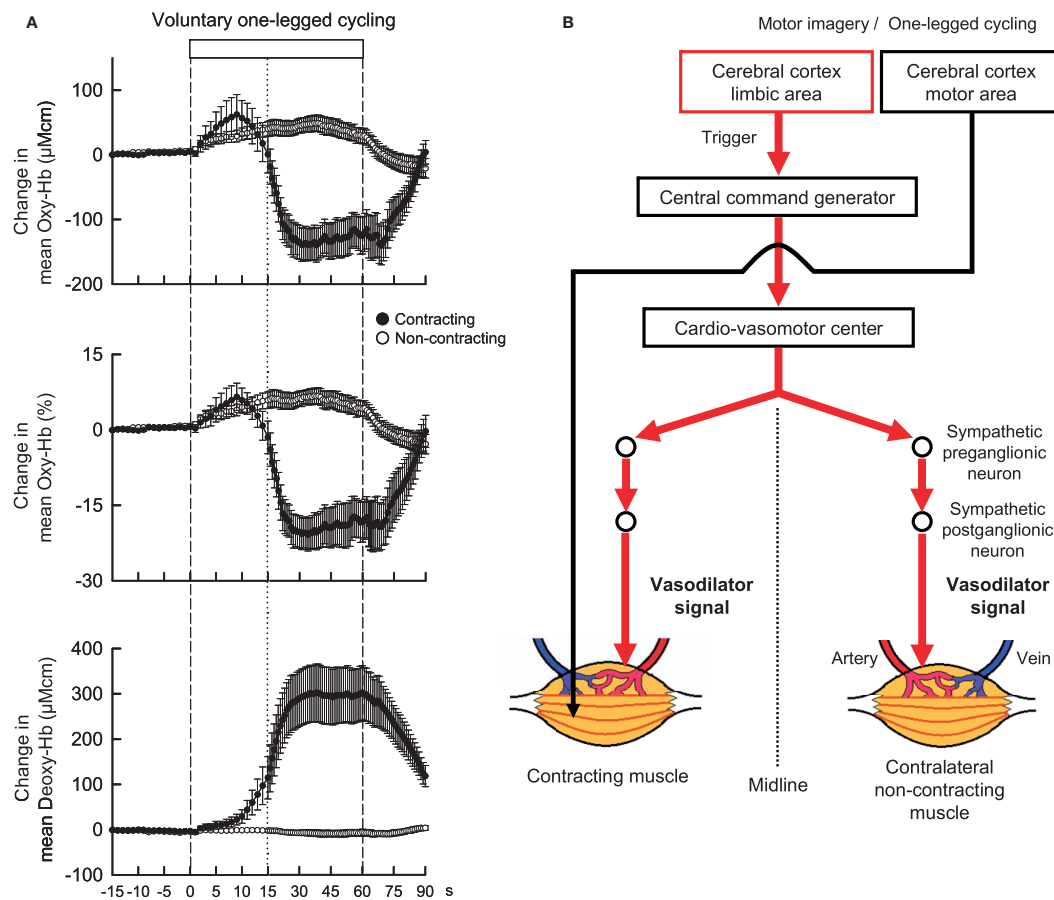 A
Voluntary one-legged cycling
Change in
mean Oxy-Hb (μMcm)
100
0
-100
-200
Contracting
Non-contracting
Change in
mean Oxy-Hb (%)
15
0
-15
-30
Change in
mean Deoxy-Hb (μMcm)
400
300
200
100
0
-100
-15 -10 -5 0 5 10 15 30 45 60 75 90 s
B
Motor imagery / One-legged cycling
Cerebral cortex
limbic area
Cerebral cortex
motor area
Trigger
Central command generator
Cardio-vasomotor center
Sympathetic
preganglionic
neuron
Sympathetic
postganglionic
neuron
Vasodilator
signal
Vasodilator
signal
Artery
Vein
Contracting muscle
Midline
Contralateral
non-contracting
muscle